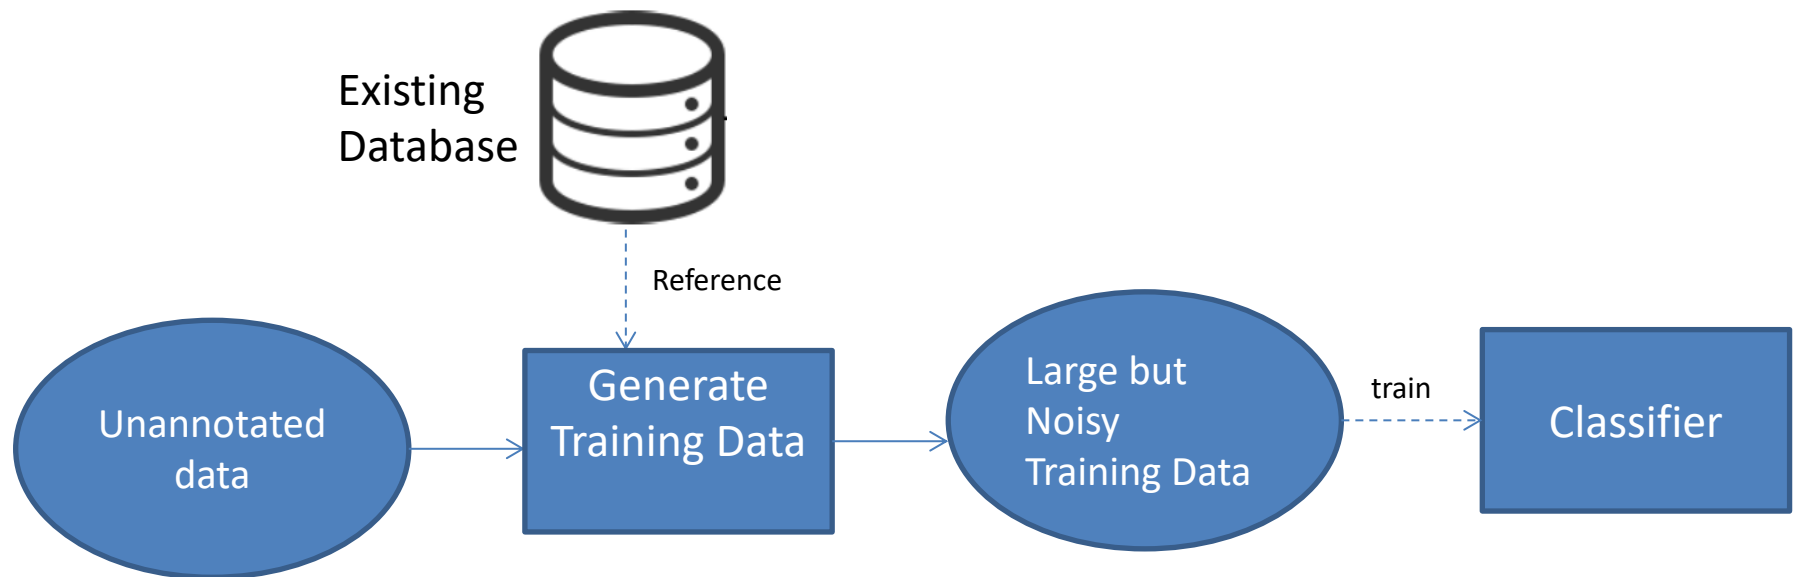 Existing
Database
Reference
Unannotated
data
Generate
Training Data
Large but
Noisy
Training Data
train
Classifier